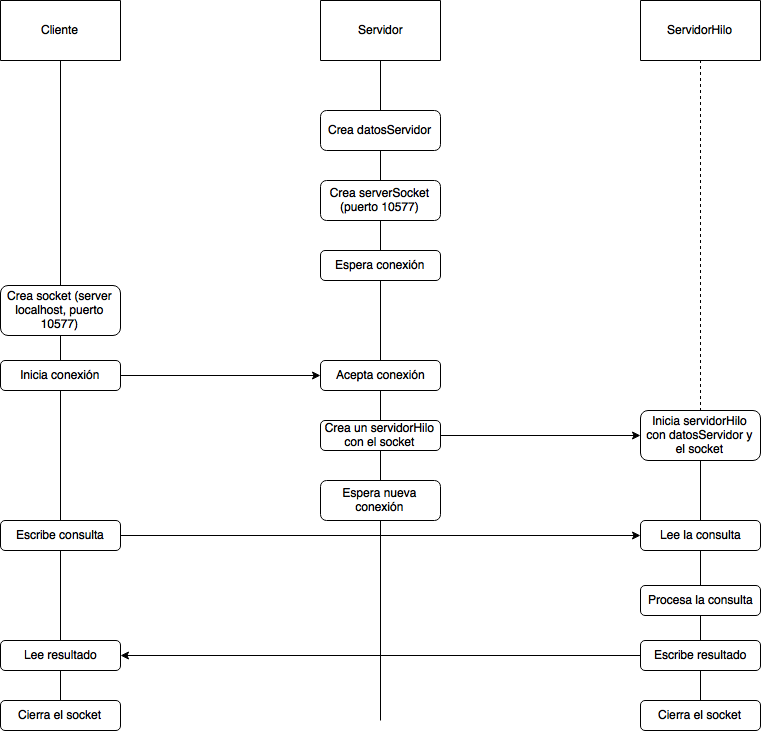 Cliente
Servidor
ServidorHilo
Crea datosServidor
Crea serverSocket
(puerto 10577)
Espera conexión
Crea socket (server
localhost, puerto
10577)
Inicia conexión
Acepta conexión
Crea un servidorHilo
con el socket
Inicia servidorHilo
con datosServidor y
el socket
Espera nueva
conexión
Escribe consulta
Lee la consulta
Procesa la consulta
Lee resultado
Escribe resultado
Cierra el socket
Cierra el socket